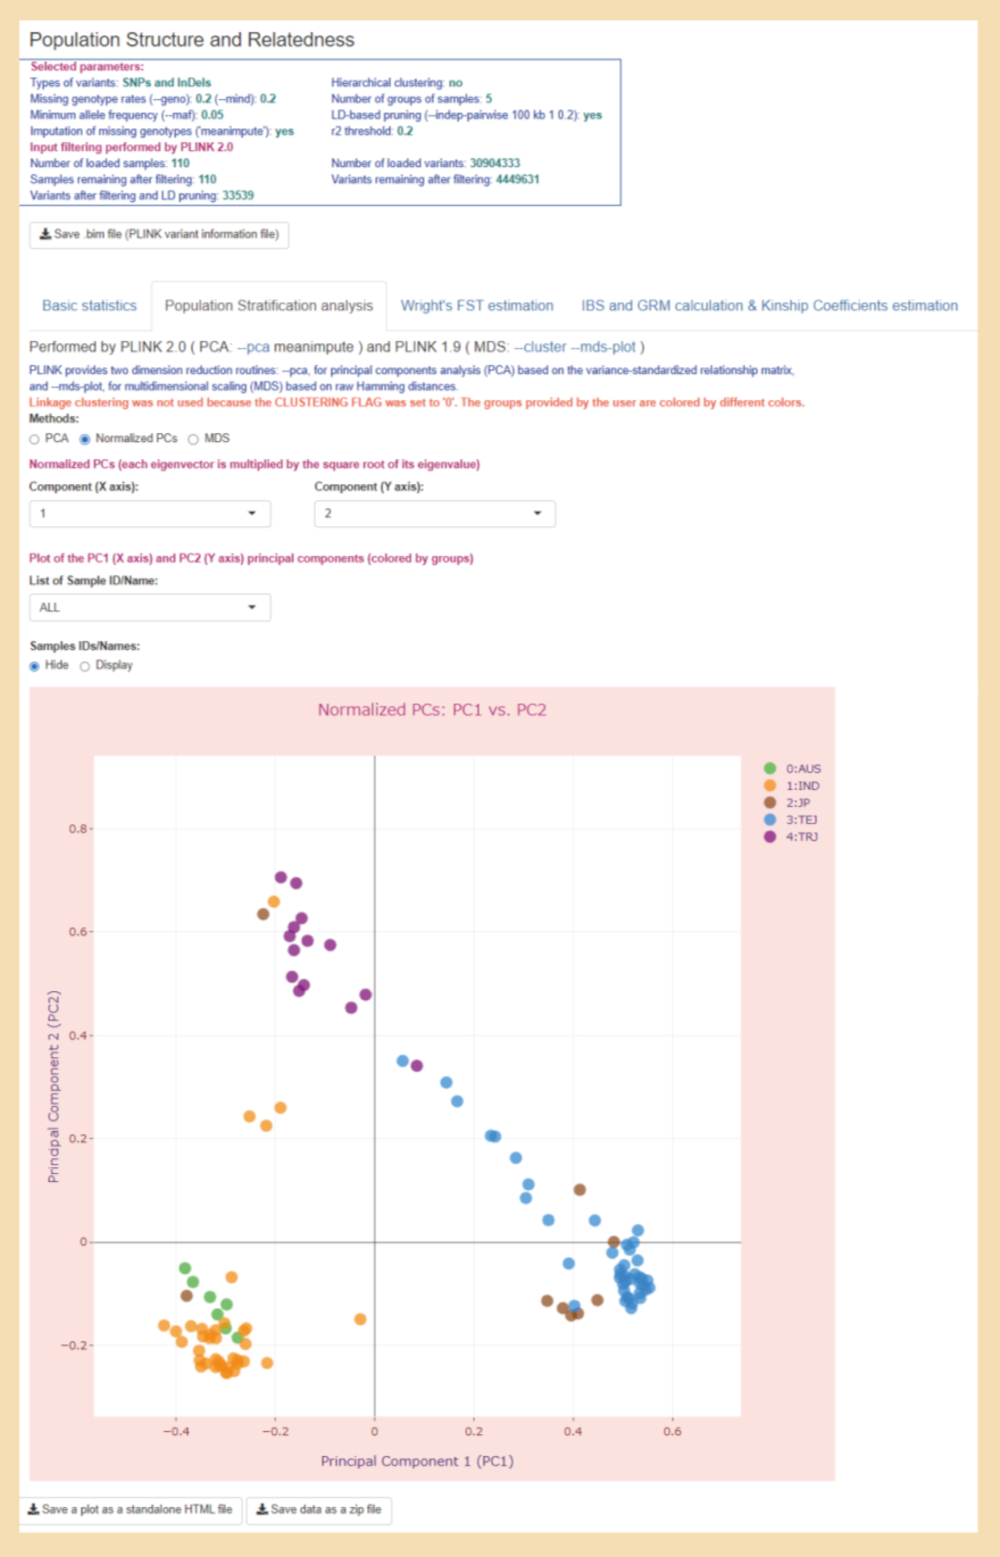 Population Structure and Relatedness
Selected parameters:
Types of variants: SNPs and InDels
Hierarchical clustering: no
Missing genotype rates (--geno): 0.2 (--mind): 0.2
Number of groups of samples: 5
Minimum allele frequency (--maf): 0.05
LD-based pruning (--indep-pairwise 100 kb 1 0.2): yes
Imputation of missing genotypes ('meanimpute'): yes
r2 threshold: 0.2
Input filtering performed by PLINK 2.0
Number of loaded samples: 110
Number of loaded variants: 30904333
Samples remaining after filtering: 110
Variants remaining after filtering: 4449631
Variants after filtering and LD pruning: 33539
Save .bim file (PLINK variant information file)
Basic statistics
Population Stratification analysis
Wright's FST estimation
IBS and GRM calculation & Kinship Coefficients estimation
Performed by PLINK 2.0 ( PCA: --pca meanimpute ) and PLINK 1.9 ( MDS: --cluster --mds-plot )
PLINK provides two dimension reduction routines: --pca, for principal components analysis (PCA) based on the variance-standardized relationship matrix,
and --mds-plot, for multidimensional scaling (MDS) based on raw Hamming distances.
Linkage clustering was not used because the CLUSTERING FLAG was set to '0'. The groups provided by the user are colored by different colors.
Methods:
PCA Normalized PCs MDS
Normalized PCs (each eigenvector is multiplied by the square root of its eigenvalue)
Component (X axis):
Component (Y axis):
1
2
Plot of the PC1 (X axis) and PC2 (Y axis) principal components (colored by groups)
List of Sample ID/Name:
ALL
Samples IDs/Names:
Hide Display
Normalized PCs: PC1 vs. PC2
0:AUS
1:IND
2:JP
3:TEJ
4:TRJ
0.8
0.6
0.4
0.2
0
−0.2
Principal Component 2 (PC2)
−0.4
−0.2
0
0.2
0.4
0.6
Principal Component 1 (PC1)
Save a plot as a standalone HTML file
Save data as a zip file